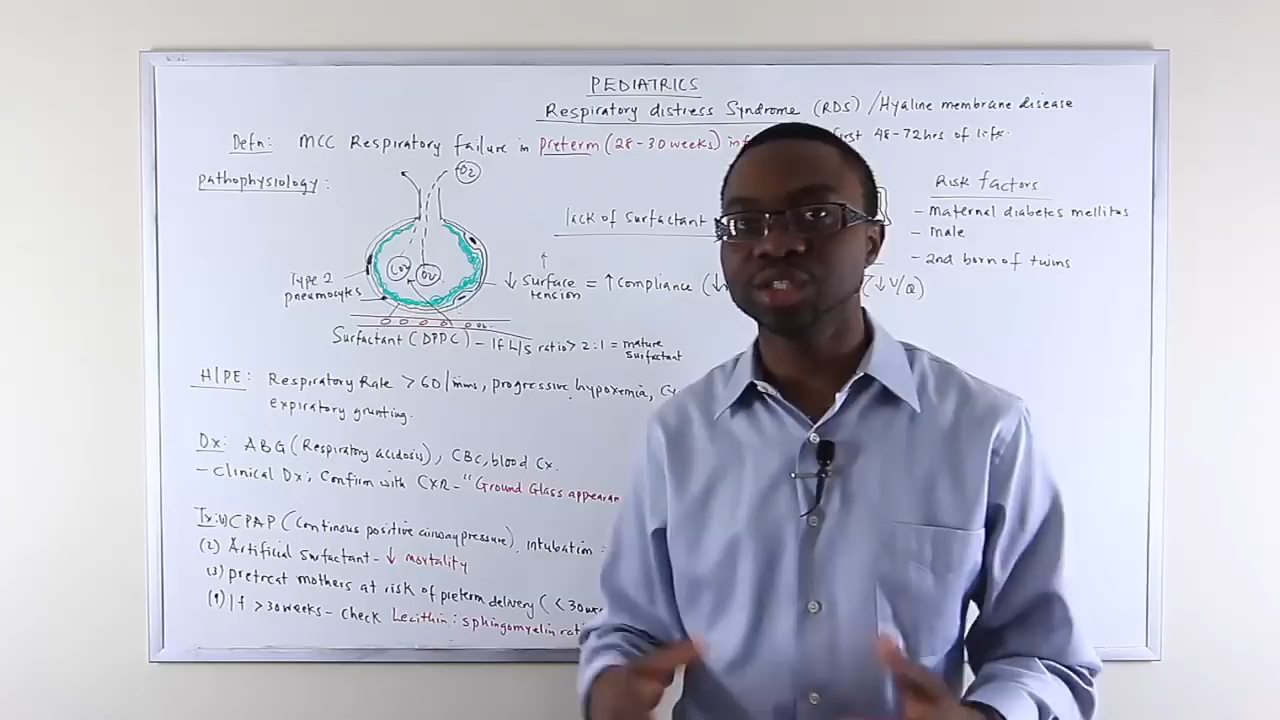 PEDIATRICS
Respiratory distress Syndrome (RDS) / Hyaline membrane disease
Defn: MCC Respiratory failure in preterm (28-30 weeks) first 48-72hrs of life.
pathophysiology:
O2
lack of surfactant
Risk factors
- maternal diabetes mellitus
- male
- 2nd born of twins
CO2 O2
Type 2 pneumocytes
↓ Surface tension = ↑ compliance (↓ V/Q)
Surfactant (DPPC) - If L/S ratio > 2:1 = mature surfactant
H/PE: Respiratory Rate > 60/mins, progressive hypoxemia,
expiratory grunting.
Dx: ABG (Respiratory acidosis), CBC, blood Cx.
- Clinical Dx; Confirm with CXR - "Ground Glass appearan
Tx: (1) CPAP (Continous positive airway pressure), intubation
(2) Artificial surfactant - ↓ mortality
(3) pretreat mothers at risk of preterm delivery (<30
(4) If >30weeks - check Lecithin : sphingomyelin